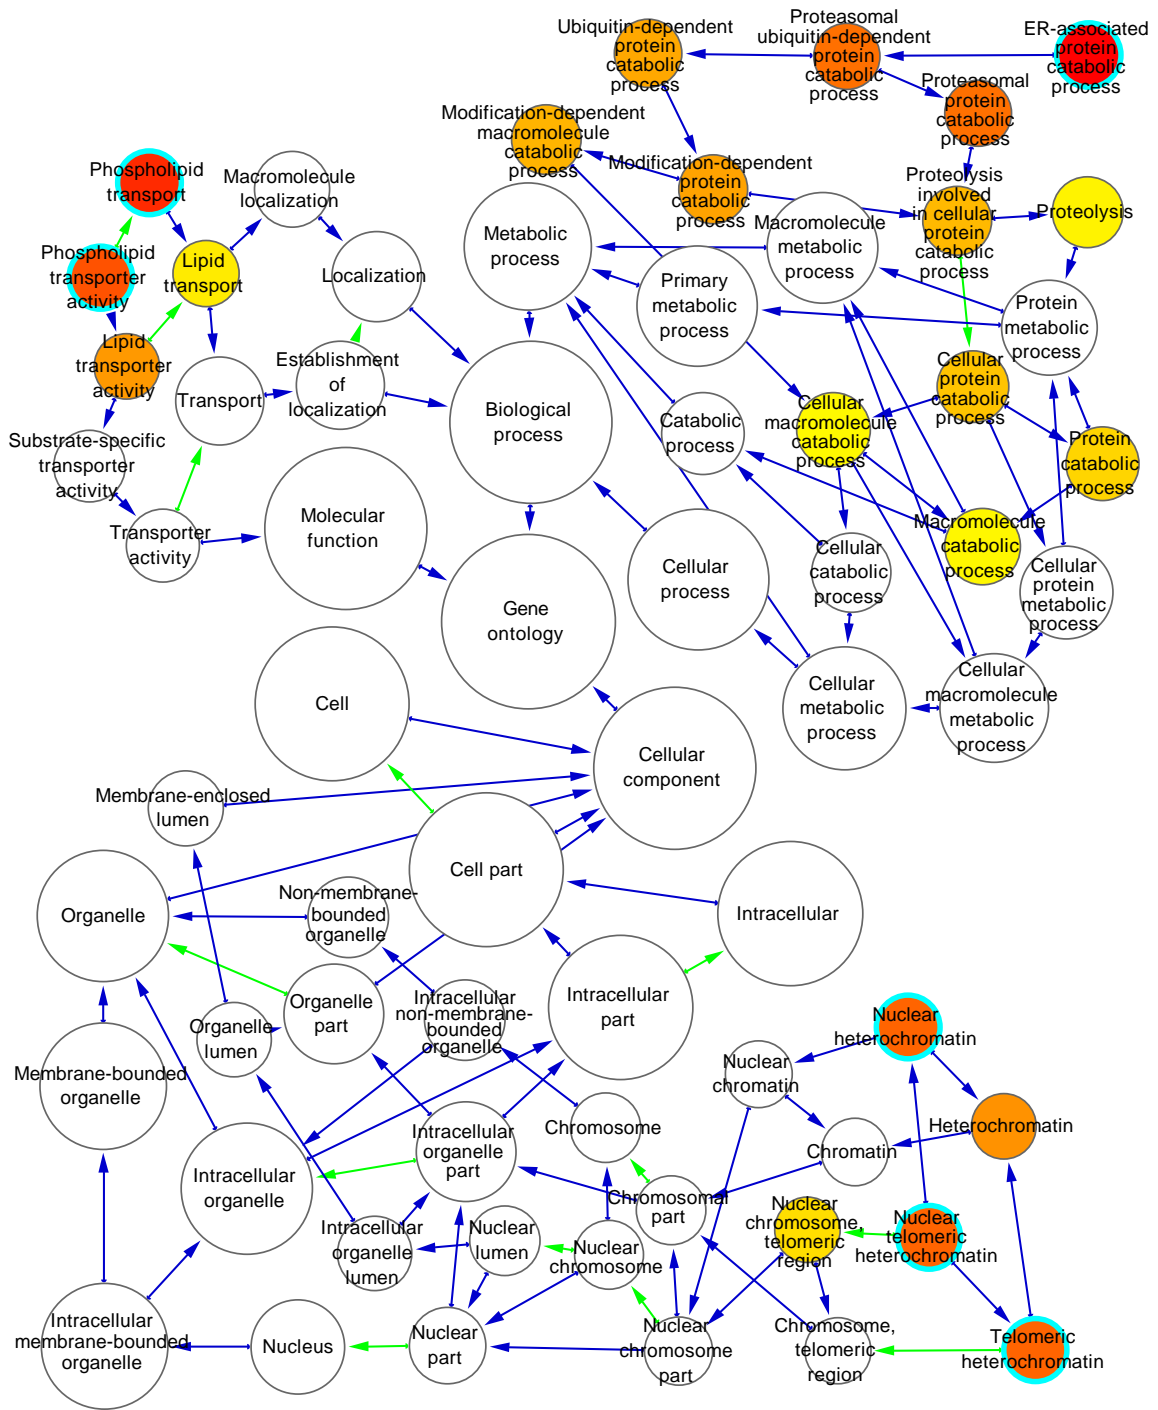 Ubiquitin-dependent
protein
catabolic
process
Proteasomal
ubiquitin-dependent
protein
catabolic
process
ER-associated
protein
catabolic
process
Proteasomal
protein
catabolic
process
Modification-dependent
macromolecule
catabolic
process
Modification-dependent
protein
catabolic
process
Proteolysis
involved
in cellular
protein
catabolic
process
Proteolysis
Phospholipid
transport
Macromolecule
localization
Phospholipid
transporter
activity
Lipid
transport
Localization
Metabolic
process
Macromolecule
metabolic
process
Primary
metabolic
process
Protein
metabolic
process
Lipid
transporter
activity
Transport
Establishment
of
localization
Biological
process
Catabolic
process
Cellular
macromolecule
catabolic
process
Cellular
protein
catabolic
process
Protein
catabolic
process
Substrate-specific
transporter
activity
Transporter
activity
Molecular
function
Macromolecule
catabolic
process
Cellular
process
Cellular
catabolic
process
Cellular
protein
metabolic
process
Gene
ontology
Cell
Cellular
metabolic
process
Cellular
macromolecule
metabolic
process
Cellular
component
Membrane-enclosed
lumen
Cell part
Organelle
Non-membrane-
bounded
organelle
Intracellular
Organelle
part
Intracellular
non-membrane-
bounded
organelle
Intracellular
part
Organelle
lumen
Nuclear
heterochromatin
Membrane-bounded
organelle
Nuclear
chromatin
Intracellular
organelle
part
Chromosome
Chromatin
Heterochromatin
Intracellular
organelle
Chromosomal
part
Intracellular
organelle
lumen
Nuclear
lumen
Nuclear
chromosome
Nuclear
chromosome,
telomeric
region
Nuclear
telomeric
heterochromatin
Intracellular
membrane-bounded
organelle
Nucleus
Nuclear
part
Nuclear
chromosome
part
Chromosome,
telomeric
region
Telomeric
heterochromatin